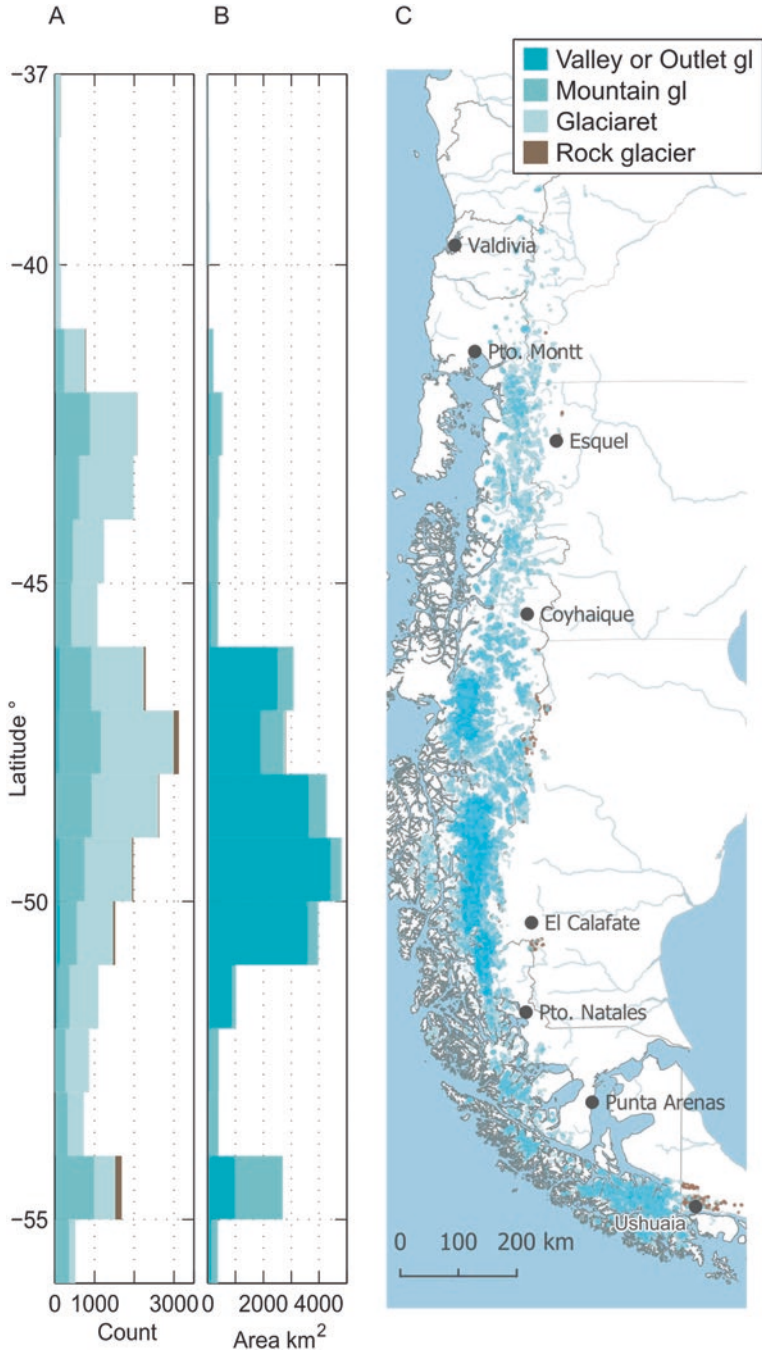 A
B
C
Valley or Outlet gl
Mountain gl
Glaciaret
Rock glacier
−37
−40
−45
−50
−55
Latitude °
0 1000 3000
Count
0 2000 4000
Area km²
Valdivia
Pto. Montt
Esquel
Coyhaique
El Calafate
Pto. Natales
Punta Arenas
Ushuaia
0 100 200 km